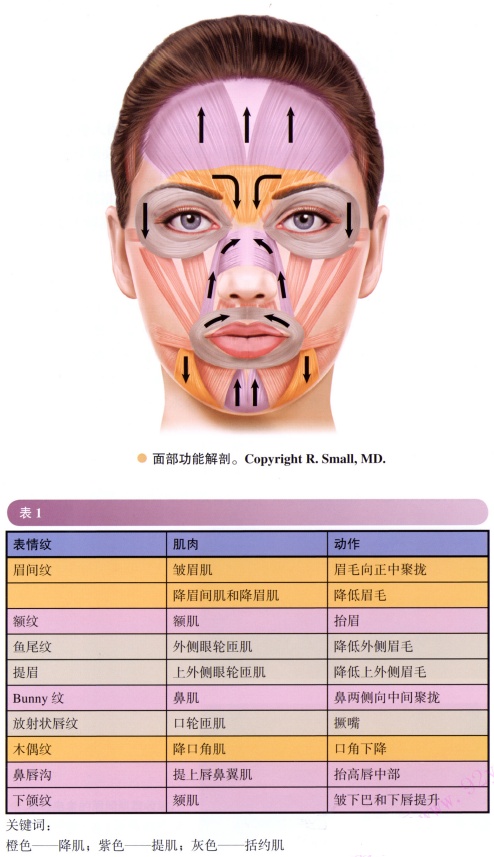 面部功能解剖。Copyright R. Small, MD.
表 1
表情纹 肌肉 动作
眉间纹 皱眉肌 眉毛向正中聚拢
降眉间肌和降眉肌 降低眉毛
额纹 额肌 抬眉
鱼尾纹 外侧眼轮匝肌 降低外侧眉毛
提眉 上外侧眼轮匝肌 降低上外侧眉毛
Bunny 纹 鼻肌 鼻两侧向中间聚拢
放射状唇纹 口轮匝肌 撅嘴
木偶纹 降口角肌 口角下降
鼻唇沟 提上唇鼻翼肌 抬高唇中部
下颌纹 颏肌 皱下巴和下唇提升
关键词：
橙色——降肌；紫色——提肌；灰色——括约肌